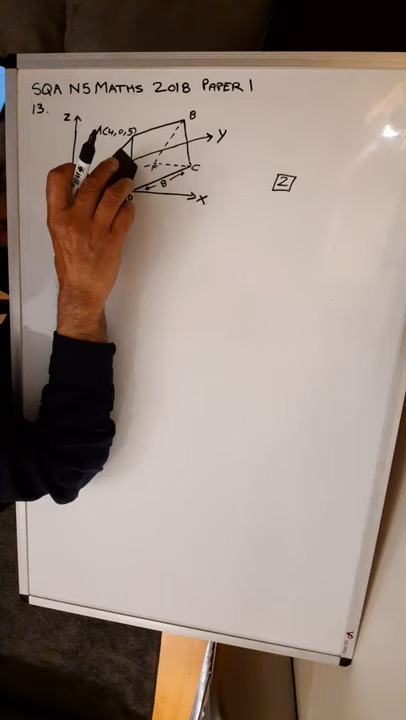 SQA N5 MATHS 2018 PAPER 1
13.
Z
A(4,0,5)
B
Y
C
8
D
X
2